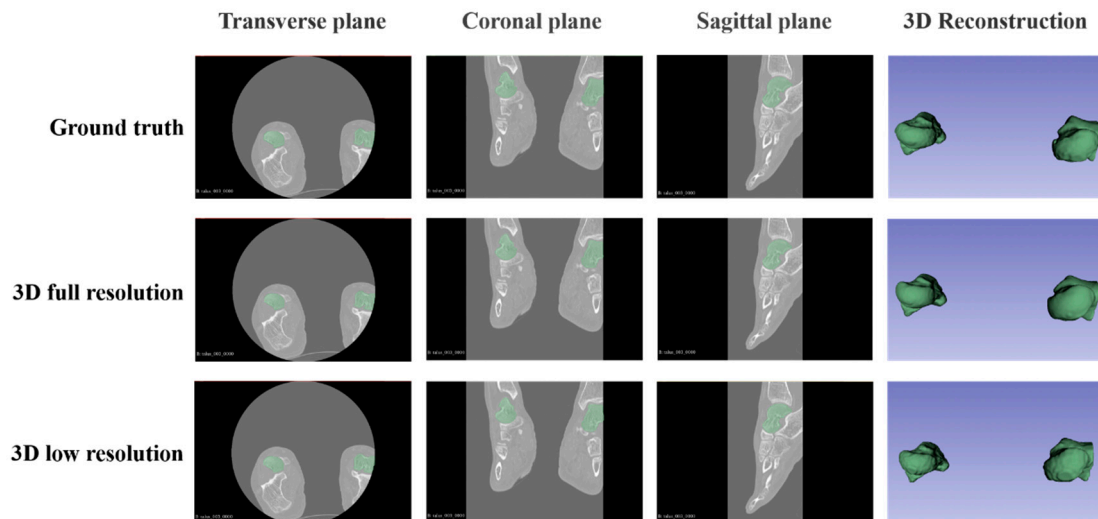 Transverse plane
Coronal plane
Sagittal plane
3D Reconstruction
Ground truth
3D full resolution
3D low resolution